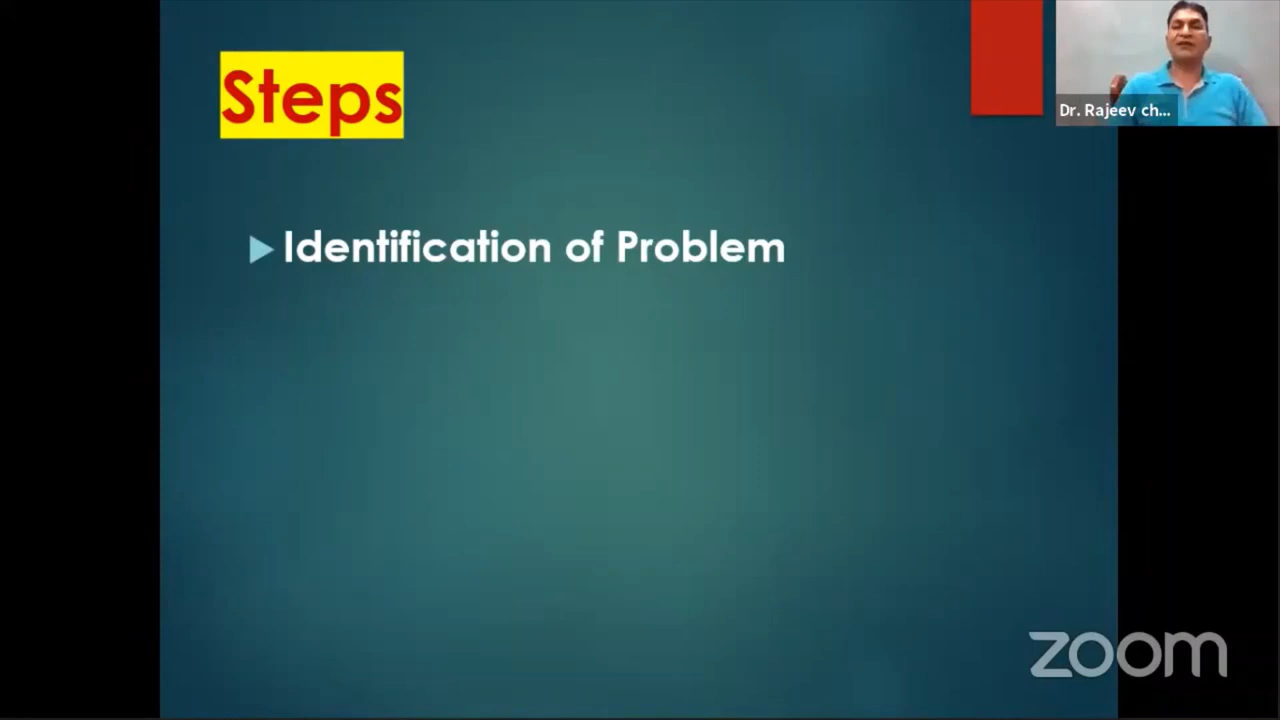 Steps
Identification of Problem
Dr. Rajeev ch...
zoom